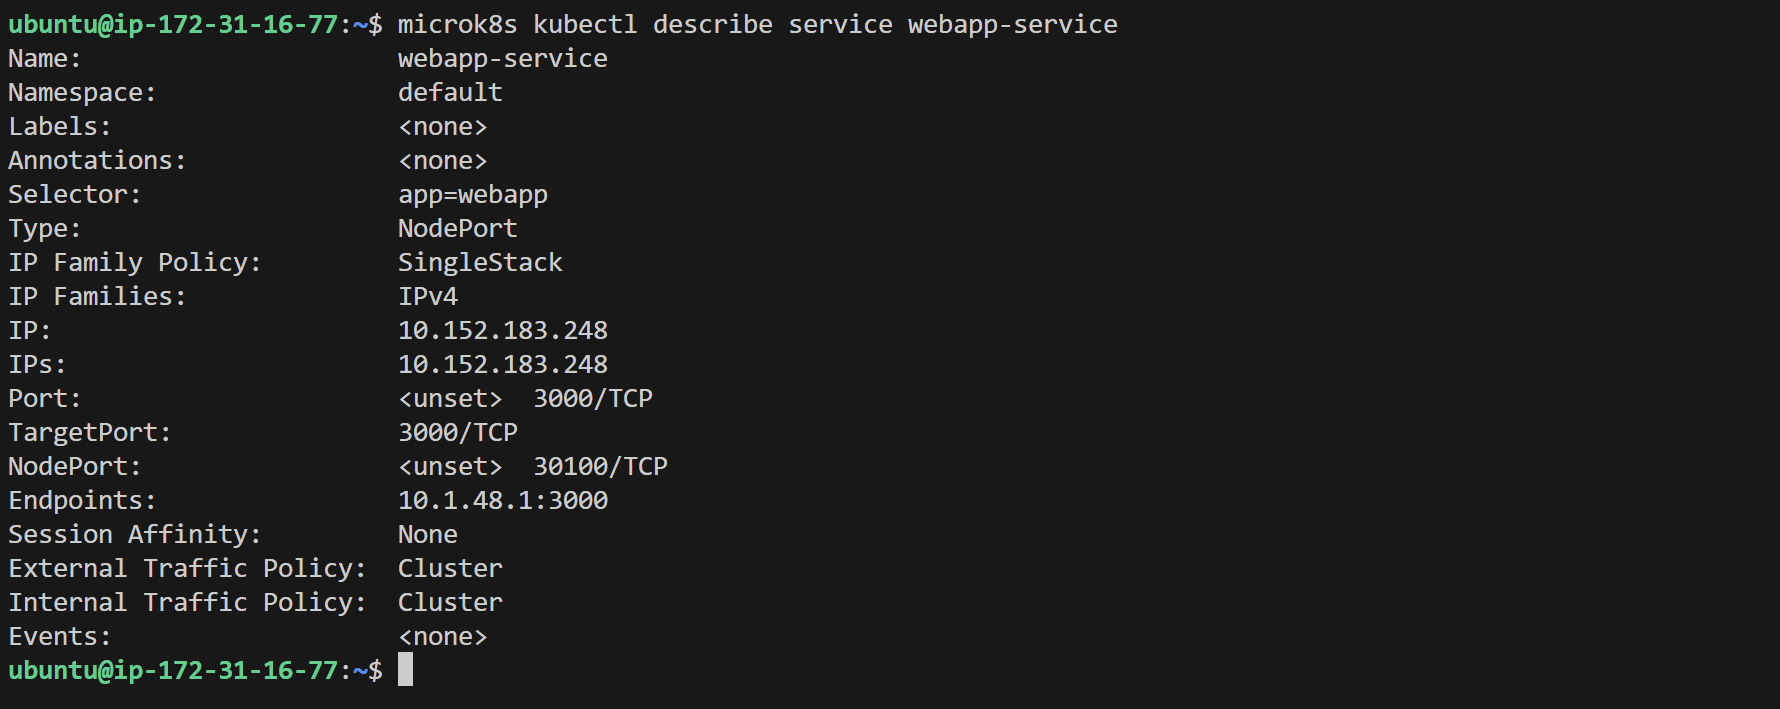 ubuntu@ip-172-31-16-77:~$ microk8s kubectl describe service webapp-service
Name:                     webapp-service
Namespace:                default
Labels:                   <none>
Annotations:              <none>
Selector:                 app=webapp
Type:                     NodePort
IP Family Policy:         SingleStack
IP Families:              IPv4
IP:                       10.152.183.248
IPs:                      10.152.183.248
Port:                     <unset>  3000/TCP
TargetPort:               3000/TCP
NodePort:                 <unset>  30100/TCP
Endpoints:                10.1.48.1:3000
Session Affinity:         None
External Traffic Policy:  Cluster
Internal Traffic Policy:  Cluster
Events:                   <none>
ubuntu@ip-172-31-16-77:~$